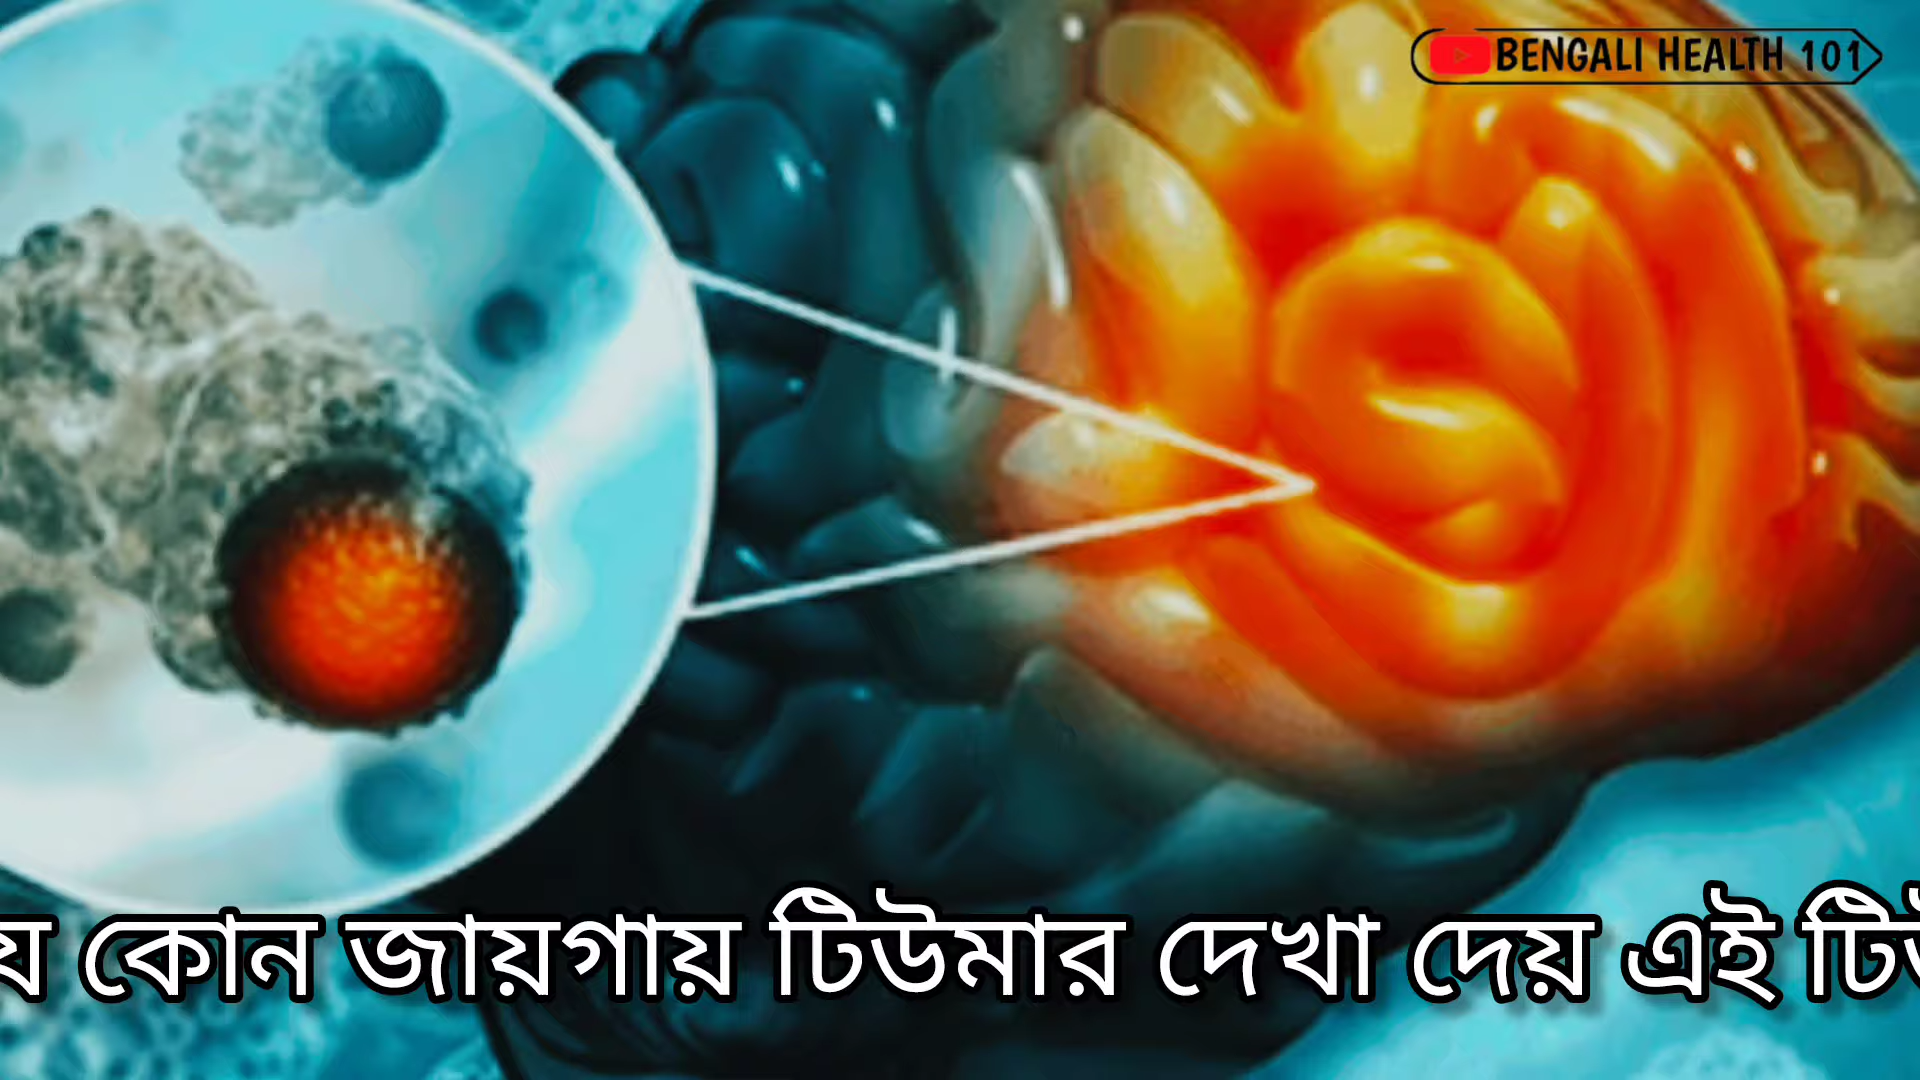 BENGALI HEALTH 101
য কোন জায়গায় টিউমার দেখা দেয় এই টিউ